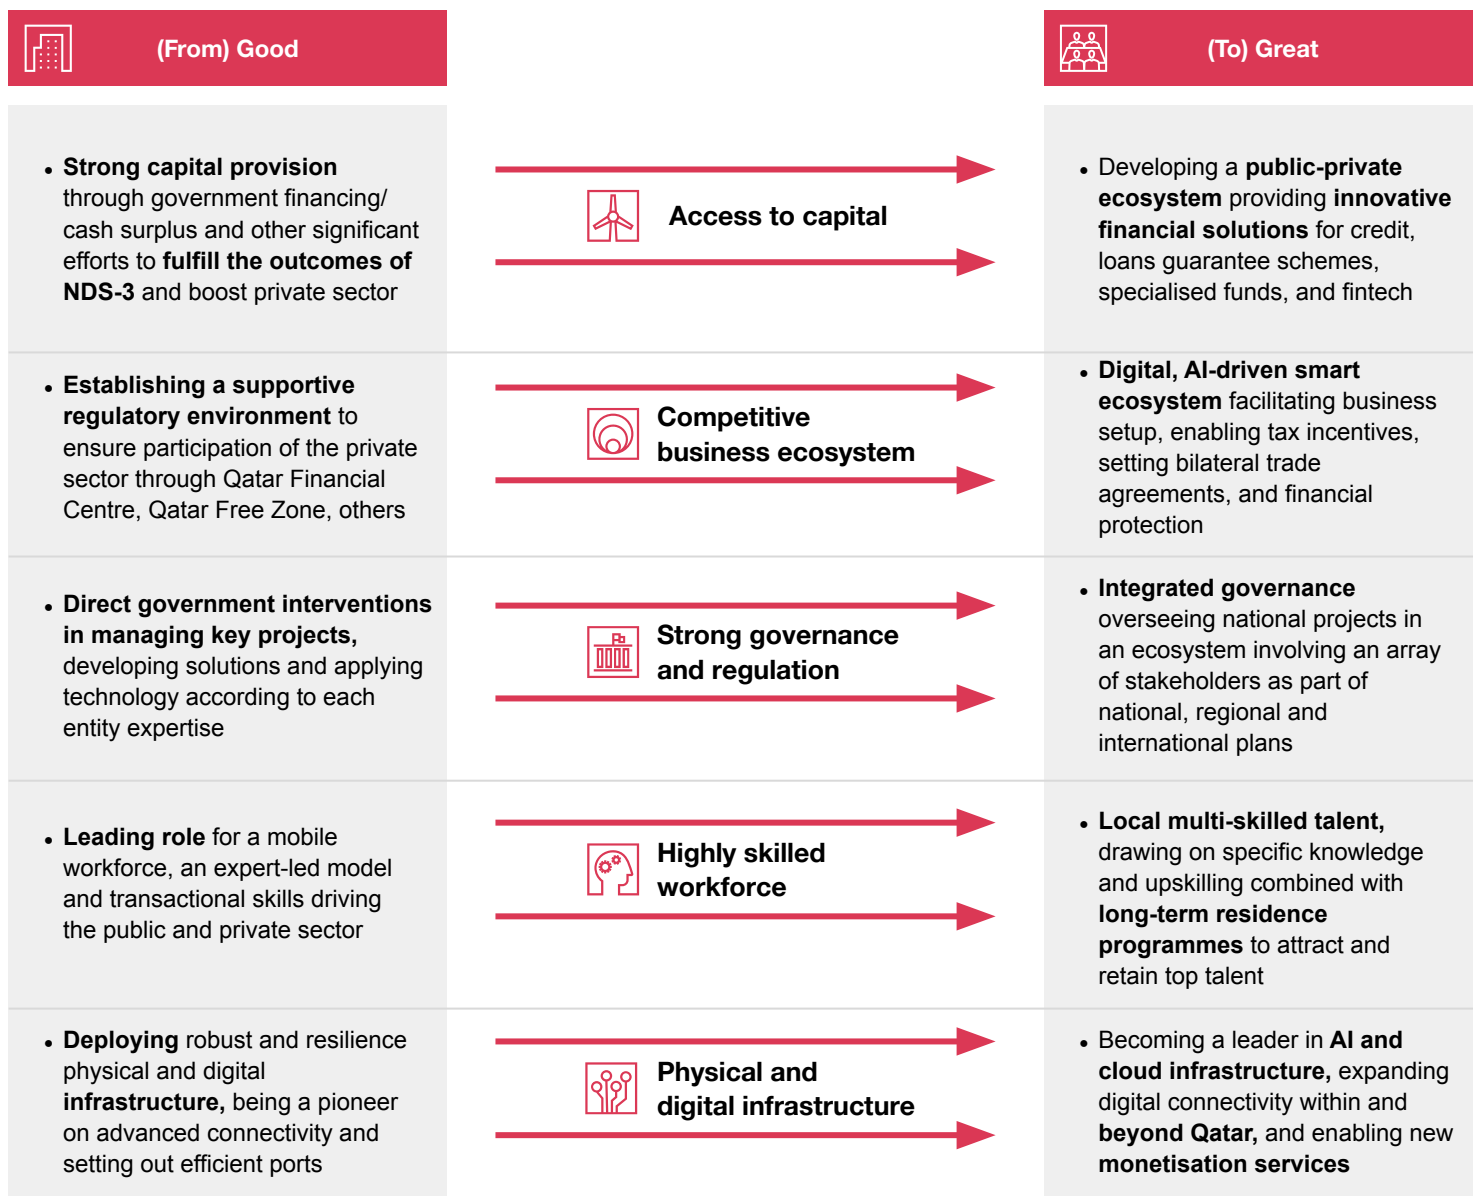 (From) Good
(To) Great
• Strong capital provision
through government financing/
cash surplus and other significant
efforts to fulfill the outcomes of
NDS-3 and boost private sector
Access to capital
• Developing a public-private
ecosystem providing innovative
financial solutions for credit,
loans guarantee schemes,
specialised funds, and fintech
• Establishing a supportive
regulatory environment to
ensure participation of the private
sector through Qatar Financial
Centre, Qatar Free Zone, others
Competitive
business ecosystem
• Digital, AI-driven smart
ecosystem facilitating business
setup, enabling tax incentives,
setting bilateral trade
agreements, and financial
protection
• Direct government interventions
in managing key projects,
developing solutions and applying
technology according to each
entity expertise
Strong governance
and regulation
• Integrated governance
overseeing national projects in
an ecosystem involving an array
of stakeholders as part of
national, regional and
international plans
• Leading role for a mobile
workforce, an expert-led model
and transactional skills driving
the public and private sector
Highly skilled
workforce
• Local multi-skilled talent,
drawing on specific knowledge
and upskilling combined with
long-term residence
programmes to attract and
retain top talent
• Deploying robust and resilience
physical and digital
infrastructure, being a pioneer
on advanced connectivity and
setting out efficient ports
Physical and
digital infrastructure
• Becoming a leader in AI and
cloud infrastructure, expanding
digital connectivity within and
beyond Qatar, and enabling new
monetisation services